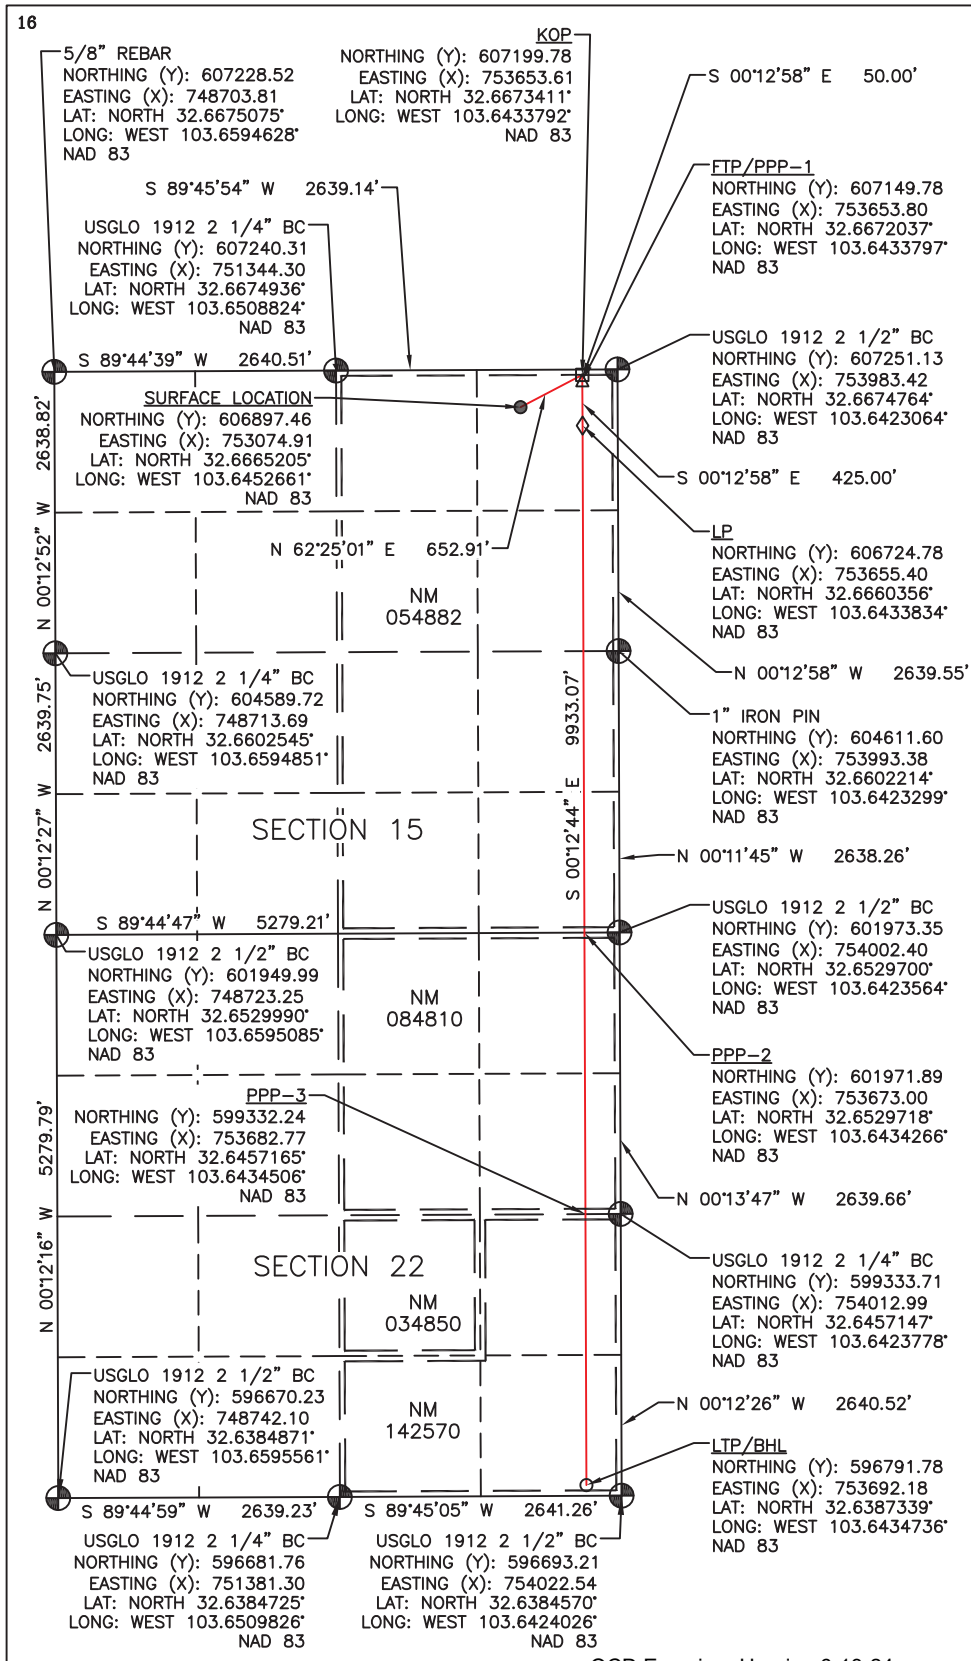 16
5/8" REBAR
NORTHING (Y): 607228.52
EASTING (X): 748703.81
LAT: NORTH 32.6675075°
LONG: WEST 103.6594628°
NAD 83
KOP
NORTHING (Y): 607199.78
EASTING (X): 753653.61
LAT: NORTH 32.6673411°
LONG: WEST 103.6433792°
NAD 83
S 00°12'58" E 50.00'
S 89°45'54" W 2639.14'
FTP/PPP-1
NORTHING (Y): 607149.78
EASTING (X): 753653.80
LAT: NORTH 32.6672037°
LONG: WEST 103.6433797°
NAD 83
USGLO 1912 2 1/4" BC
NORTHING (Y): 607240.31
EASTING (X): 751344.30
LAT: NORTH 32.6674936°
LONG: WEST 103.6508824°
NAD 83
USGLO 1912 2 1/2" BC
NORTHING (Y): 607251.13
EASTING (X): 753983.42
LAT: NORTH 32.6674764°
LONG: WEST 103.6423064°
NAD 83
S 89°44'39" W 2640.51'
SURFACE LOCATION
NORTHING (Y): 606897.46
EASTING (X): 753074.91
LAT: NORTH 32.6665205°
LONG: WEST 103.6452661°
NAD 83
S 00°12'58" E 425.00'
N 62°25'01" E 652.91'
LP
NORTHING (Y): 606724.78
EASTING (X): 753655.40
LAT: NORTH 32.6660356°
LONG: WEST 103.6433834°
NAD 83
N 00°12'52" W 2638.82'
NM
054882
N 00°12'58" W 2639.55'
USGLO 1912 2 1/4" BC
NORTHING (Y): 604589.72
EASTING (X): 748713.69
LAT: NORTH 32.6602545°
LONG: WEST 103.6594851°
NAD 83
1" IRON PIN
NORTHING (Y): 604611.60
EASTING (X): 753993.38
LAT: NORTH 32.6602214°
LONG: WEST 103.6423299°
NAD 83
N 00°12'27" W 2639.75'
S 00°12'44" E 9933.07'
SECTION 15
N 00°11'45" W 2638.26'
S 89°44'47" W 5279.21'
USGLO 1912 2 1/2" BC
NORTHING (Y): 601949.99
EASTING (X): 748723.25
LAT: NORTH 32.6529990°
LONG: WEST 103.6595085°
NAD 83
USGLO 1912 2 1/2" BC
NORTHING (Y): 601973.35
EASTING (X): 754002.40
LAT: NORTH 32.6529700°
LONG: WEST 103.6423564°
NAD 83
NM
084810
PPP-2
NORTHING (Y): 601971.89
EASTING (X): 753673.00
LAT: NORTH 32.6529718°
LONG: WEST 103.6434266°
NAD 83
PPP-3
NORTHING (Y): 599332.24
EASTING (X): 753682.77
LAT: NORTH 32.6457165°
LONG: WEST 103.6434506°
NAD 83
N 00°13'47" W 2639.66'
N 00°12'16" W 5279.79'
SECTION 22
USGLO 1912 2 1/4" BC
NORTHING (Y): 599333.71
EASTING (X): 754012.99
LAT: NORTH 32.6457147°
LONG: WEST 103.6423778°
NAD 83
NM
034850
USGLO 1912 2 1/2" BC
NORTHING (Y): 596670.23
EASTING (X): 748742.10
LAT: NORTH 32.6384871°
LONG: WEST 103.6595561°
NAD 83
NM
142570
N 00°12'26" W 2640.52'
LTP/BHL
NORTHING (Y): 596791.78
EASTING (X): 753692.18
LAT: NORTH 32.6387339°
LONG: WEST 103.6434736°
NAD 83
S 89°44'59" W 2639.23'
S 89°45'05" W 2641.26'
USGLO 1912 2 1/4" BC
NORTHING (Y): 596681.76
EASTING (X): 751381.30
LAT: NORTH 32.6384725°
LONG: WEST 103.6509826°
NAD 83
USGLO 1912 2 1/2" BC
NORTHING (Y): 596693.21
EASTING (X): 754022.54
LAT: NORTH 32.6384570°
LONG: WEST 103.6424026°
NAD 83